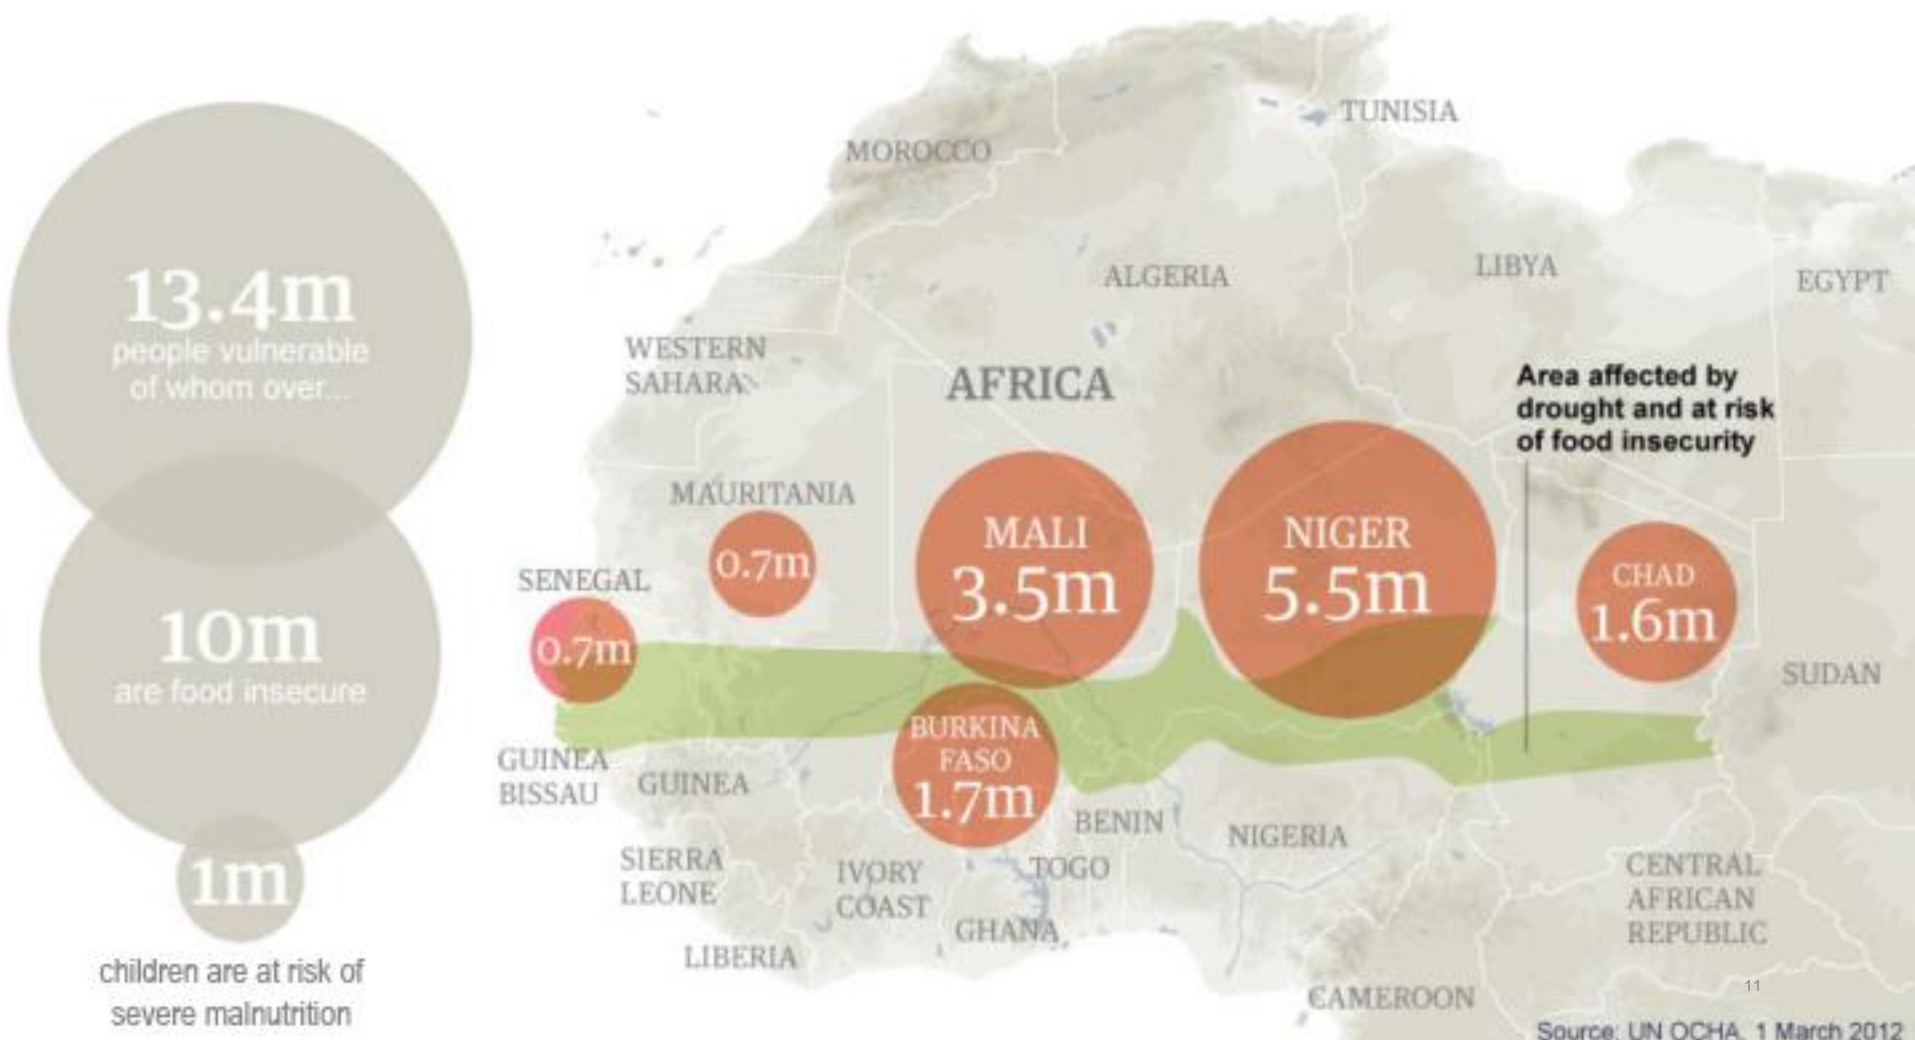 13.4m
people vulnerable
of whom over...
10m
are food insecure
1m
children are at risk of
severe malnutrition
TUNISIA
MOROCCO
ALGERIA
LIBYA
EGYPT
WESTERN
SAHARA
AFRICA
Area affected by
drought and at risk
of food insecurity
MAURITANIA
0.7m
MALI
3.5m
NIGER
5.5m
CHAD
1.6m
SENEGAL
0.7m
SUDAN
BURKINA
FASO
1.7m
GUINEA
BISSAU
GUINEA
BENIN
NIGERIA
SIERRA
LEONE
IVORY
COAST
TOGO
GHANA
LIBERIA
CENTRAL
AFRICAN
REPUBLIC
CAMEROON
11
Source: UN OCHA, 1 March 2012